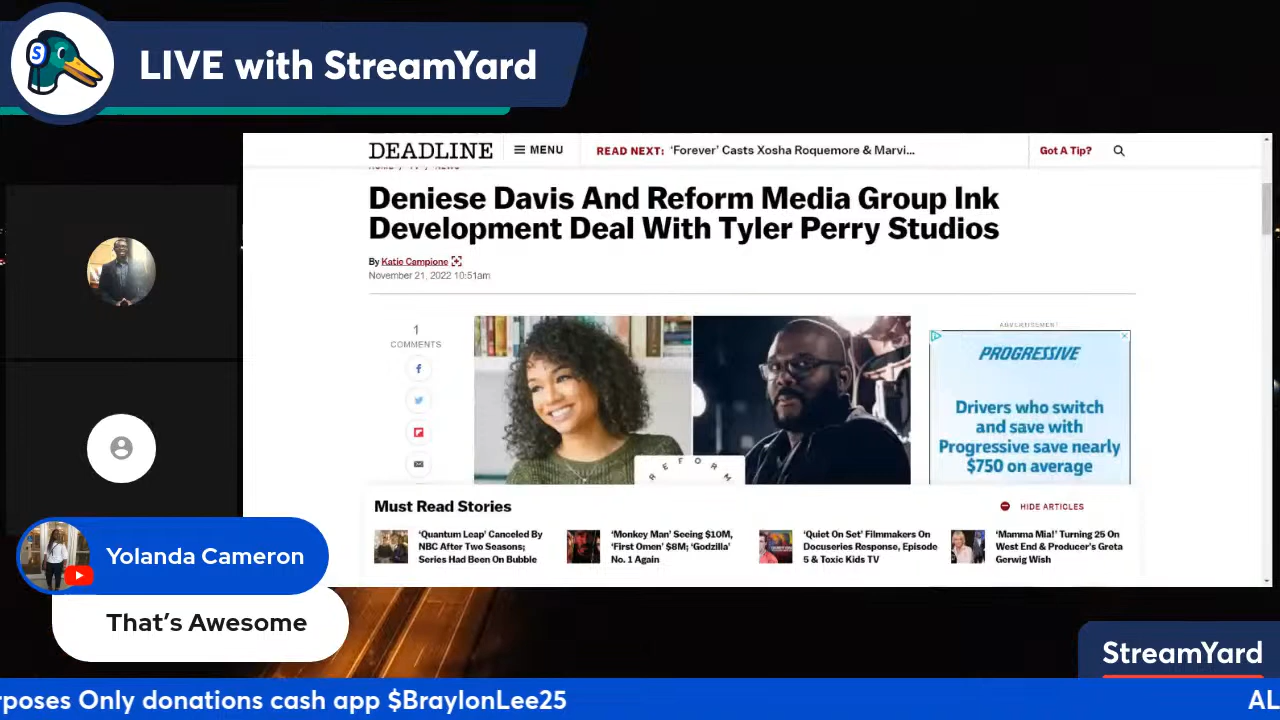 S
LIVE with StreamYard
DEADLINE
MENU
READ NEXT: ‘Forever’ Casts Xosha Roquemore & Marvi...
Got A Tip?
Deniese Davis And Reform Media Group Ink
Development Deal With Tyler Perry Studios
By Katie Campione
November 21, 2022 10:51am
1
COMMENTS
REFORM
ADVERTISEMENT
PROGRESSIVE
Drivers who switch
and save with
Progressive save nearly
$750 on average
Must Read Stories
HIDE ARTICLES
‘Quantum Leap’ Canceled By
NBC After Two Seasons;
Series Had Been On Bubble
‘Monkey Man’ Seeing $10M,
‘First Omen’ $8M; ‘Godzilla’
No. 1 Again
‘Quiet On Set’ Filmmakers On
Docuseries Response, Episode
5 & Toxic Kids TV
‘Mamma Mia!’ Turning 25 On
West End & Producer’s Greta
Gerwig Wish
Yolanda Cameron
That’s Awesome
StreamYard
rposes Only donations cash app $BraylonLee25
AL